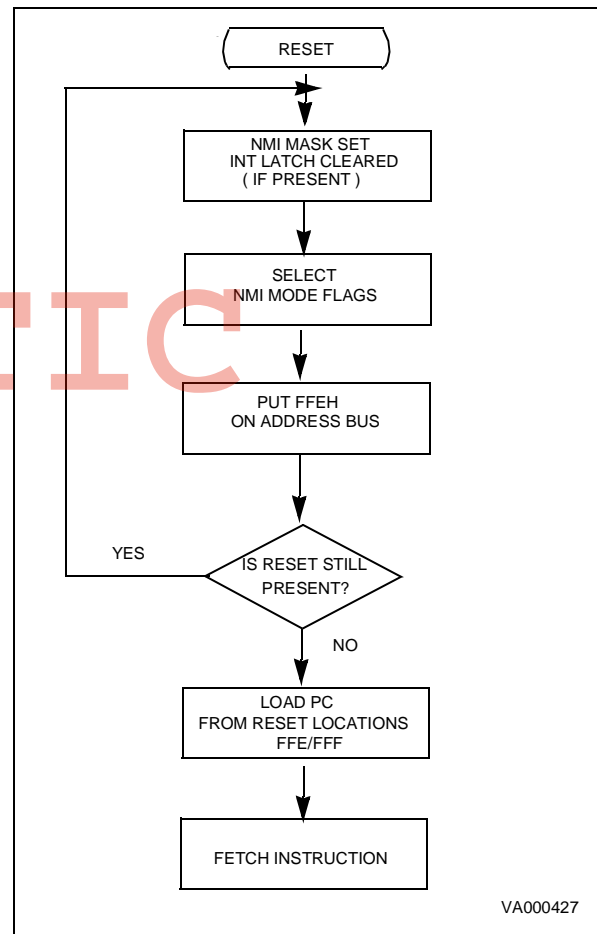 RESET
NMI MASK SET
INT LATCH CLEARED
( IF PRESENT )
SELECT
NMI MODE FLAGS
TIC
PUT FFEH
ON ADDRESS BUS
YES
IS RESET STILL
PRESENT?
NO
LOAD PC
FROM RESET LOCATIONS
FFE/FFF
FETCH INSTRUCTION
VA000427